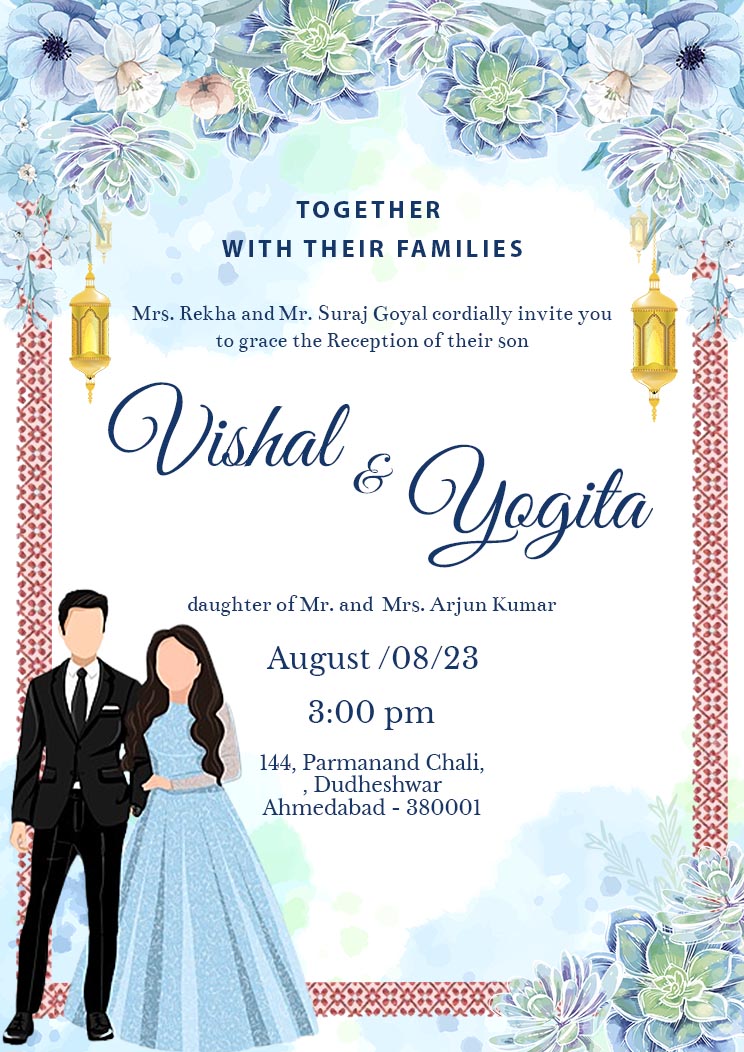 TOGETHER
WITH THEIR FAMILIES
Mrs. Rekha and Mr. Suraj Goyal cordially invite you
to grace the Reception of their son
Vishal
&
Yogita
daughter of Mr. and Mrs. Arjun Kumar
August /08/23
3:00 pm
144, Parmanand Chali,
, Dudheshwar
Ahmedabad - 380001